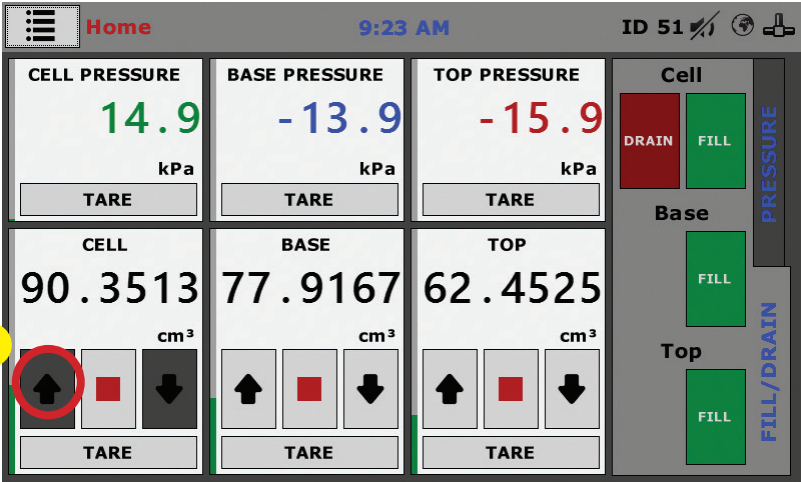 Home
9:23 AM
ID 51
CELL PRESSURE
14.9
kPa
TARE
BASE PRESSURE
-13.9
kPa
TARE
TOP PRESSURE
-15.9
kPa
TARE
CELL
90.3513
cm³
TARE
BASE
77.9167
cm³
TARE
TOP
62.4525
cm³
TARE
Cell
DRAIN
FILL
Base
FILL
Top
FILL
PRESSURE
FILL/DRAIN